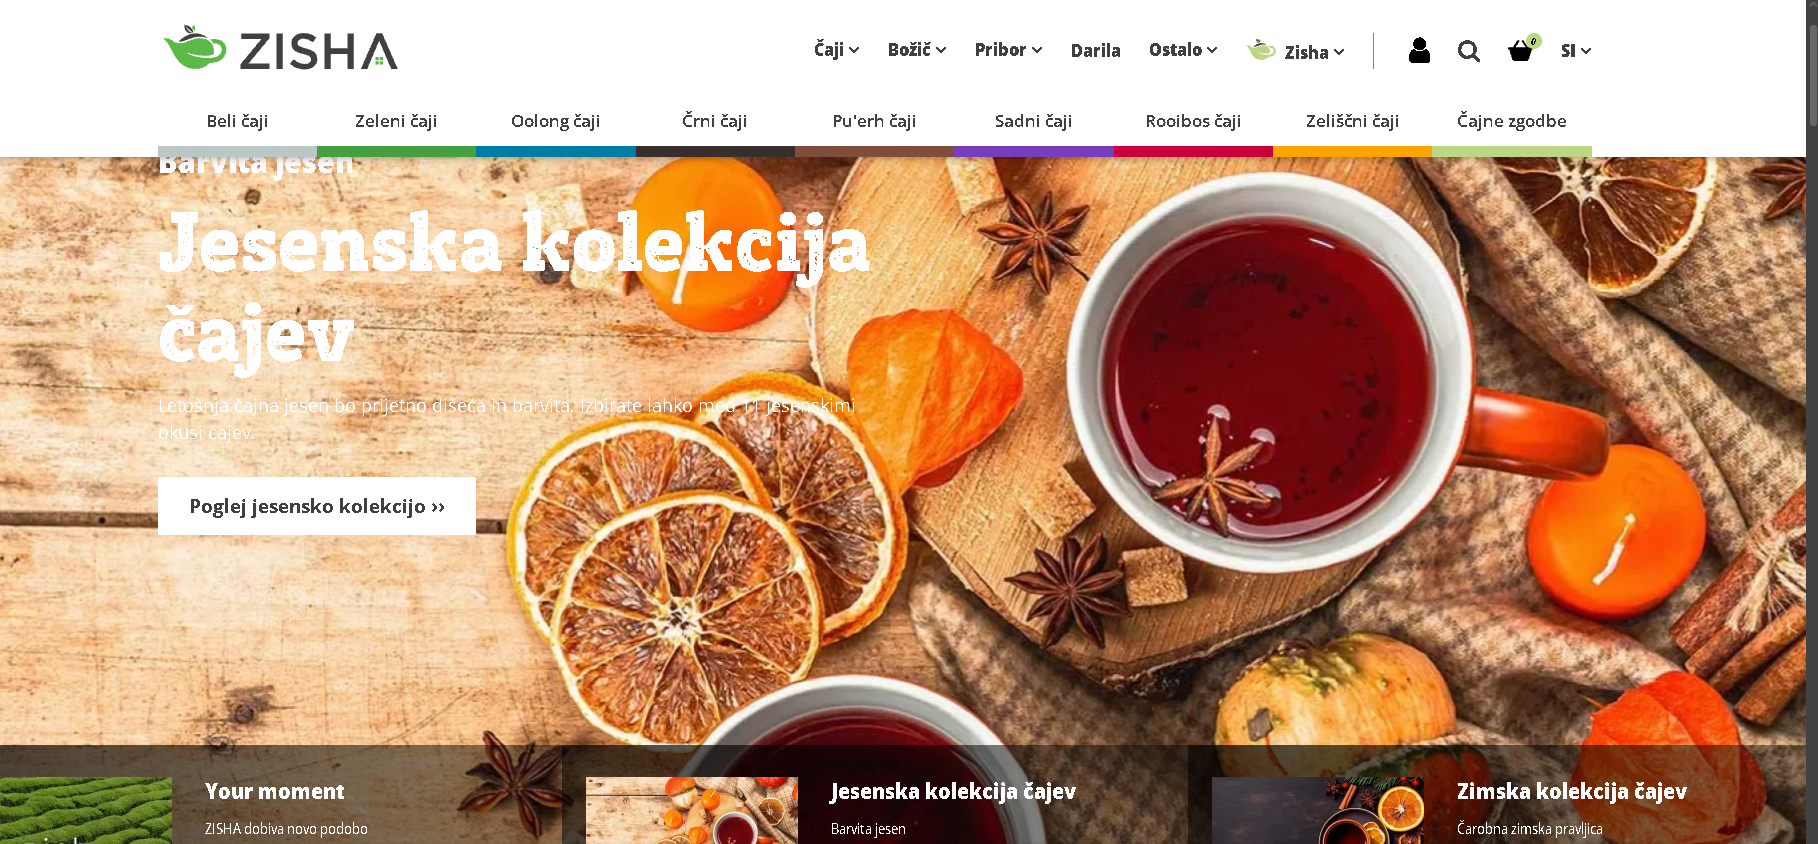 ZISHA
Čaji
Božič
Pribor
Darila
Ostalo
Zisha
0
SI
Beli čaji
Zeleni čaji
Oolong čaji
Črni čaji
Pu'erh čaji
Sadni čaji
Rooibos čaji
Zeliščni čaji
Čajne zgodbe
Barvita jesen
Jesenska kolekcija
čajev
Letošnja čajna jesen bo prijetno dišeča in barvita. Izbirate lahko med 11 jesenskimi
okusi čajev.
Poglej jesensko kolekcijo ››
Your moment
ZISHA dobiva novo podobo
Jesenska kolekcija čajev
Barvita jesen
Zimska kolekcija čajev
Čarobna zimska pravljica